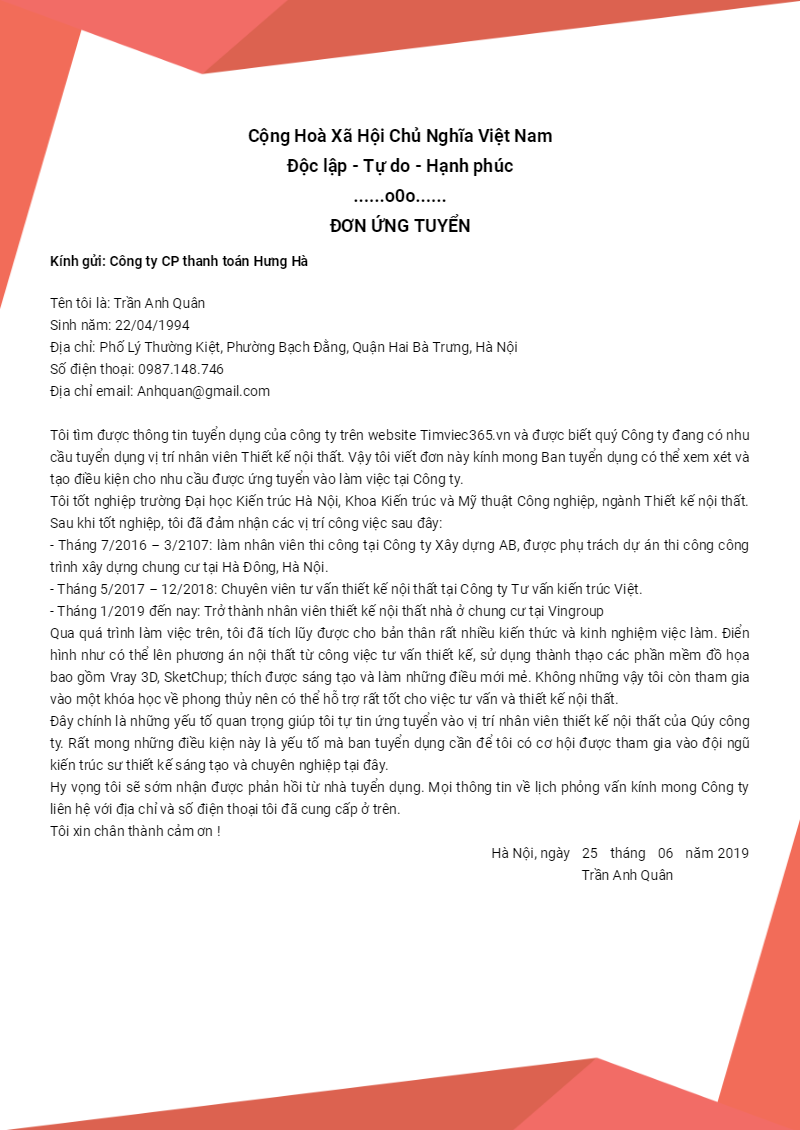 Cộng Hoà Xã Hội Chủ Nghĩa Việt Nam
Độc lập - Tự do - Hạnh phúc
......o0o......
ĐƠN ỨNG TUYỂN
Kính gửi: Công ty CP thanh toán Hưng Hà
Tên tôi là: Trần Anh Quân
Sinh năm: 22/04/1994
Địa chỉ: Phố Lý Thường Kiệt, Phường Bạch Đằng, Quận Hai Bà Trưng, Hà Nội
Số điện thoại: 0987.148.746
Địa chỉ email: Anhquan@gmail.com
Tôi tìm được thông tin tuyển dụng của công ty trên website Timviec365.vn và được biết quý Công ty đang có nhu
cầu tuyển dụng vị trí nhân viên Thiết kế nội thất. Vậy tôi viết đơn này kính mong Ban tuyển dụng có thể xem xét và
tạo điều kiện cho nhu cầu được ứng tuyển vào làm việc tại Công ty.
Tôi tốt nghiệp trường Đại học Kiến trúc Hà Nội, Khoa Kiến trúc và Mỹ thuật Công nghiệp, ngành Thiết kế nội thất.
Sau khi tốt nghiệp, tôi đã đảm nhận các vị trí công việc sau đây:
- Tháng 7/2016 – 3/2107: làm nhân viên thi công tại Công ty Xây dựng AB, được phụ trách dự án thi công công
trình xây dựng chung cư tại Hà Đông, Hà Nội.
- Tháng 5/2017 – 12/2018: Chuyên viên tư vấn thiết kế nội thất tại Công ty Tư vấn kiến trúc Việt.
- Tháng 1/2019 đến nay: Trở thành nhân viên thiết kế nội thất nhà ở chung cư tại Vingroup
Qua quá trình làm việc trên, tôi đã tích lũy được cho bản thân rất nhiều kiến thức và kinh nghiệm việc làm. Điển
hình như có thể lên phương án nội thất từ công việc tư vấn thiết kế, sử dụng thành thạo các phần mềm đồ họa
bao gồm Vray 3D, SketChup; thích được sáng tạo và làm những điều mới mẻ. Không những vậy tôi còn tham gia
vào một khóa học về phong thủy nên có thể hỗ trợ rất tốt cho việc tư vấn và thiết kế nội thất.
Đây chính là những yếu tố quan trọng giúp tôi tự tin ứng tuyển vào vị trí nhân viên thiết kế nội thất của Qúy công
ty. Rất mong những điều kiện này là yếu tố mà ban tuyển dụng cần để tôi có cơ hội được tham gia vào đội ngũ
kiến trúc sư thiết kế sáng tạo và chuyên nghiệp tại đây.
Hy vọng tôi sẽ sớm nhận được phản hồi từ nhà tuyển dụng. Mọi thông tin về lịch phỏng vấn kính mong Công ty
liên hệ với địa chỉ và số điện thoại tôi đã cung cấp ở trên.
Tôi xin chân thành cảm ơn !
Hà Nội, ngày 25 tháng 06 năm 2019
Trần Anh Quân